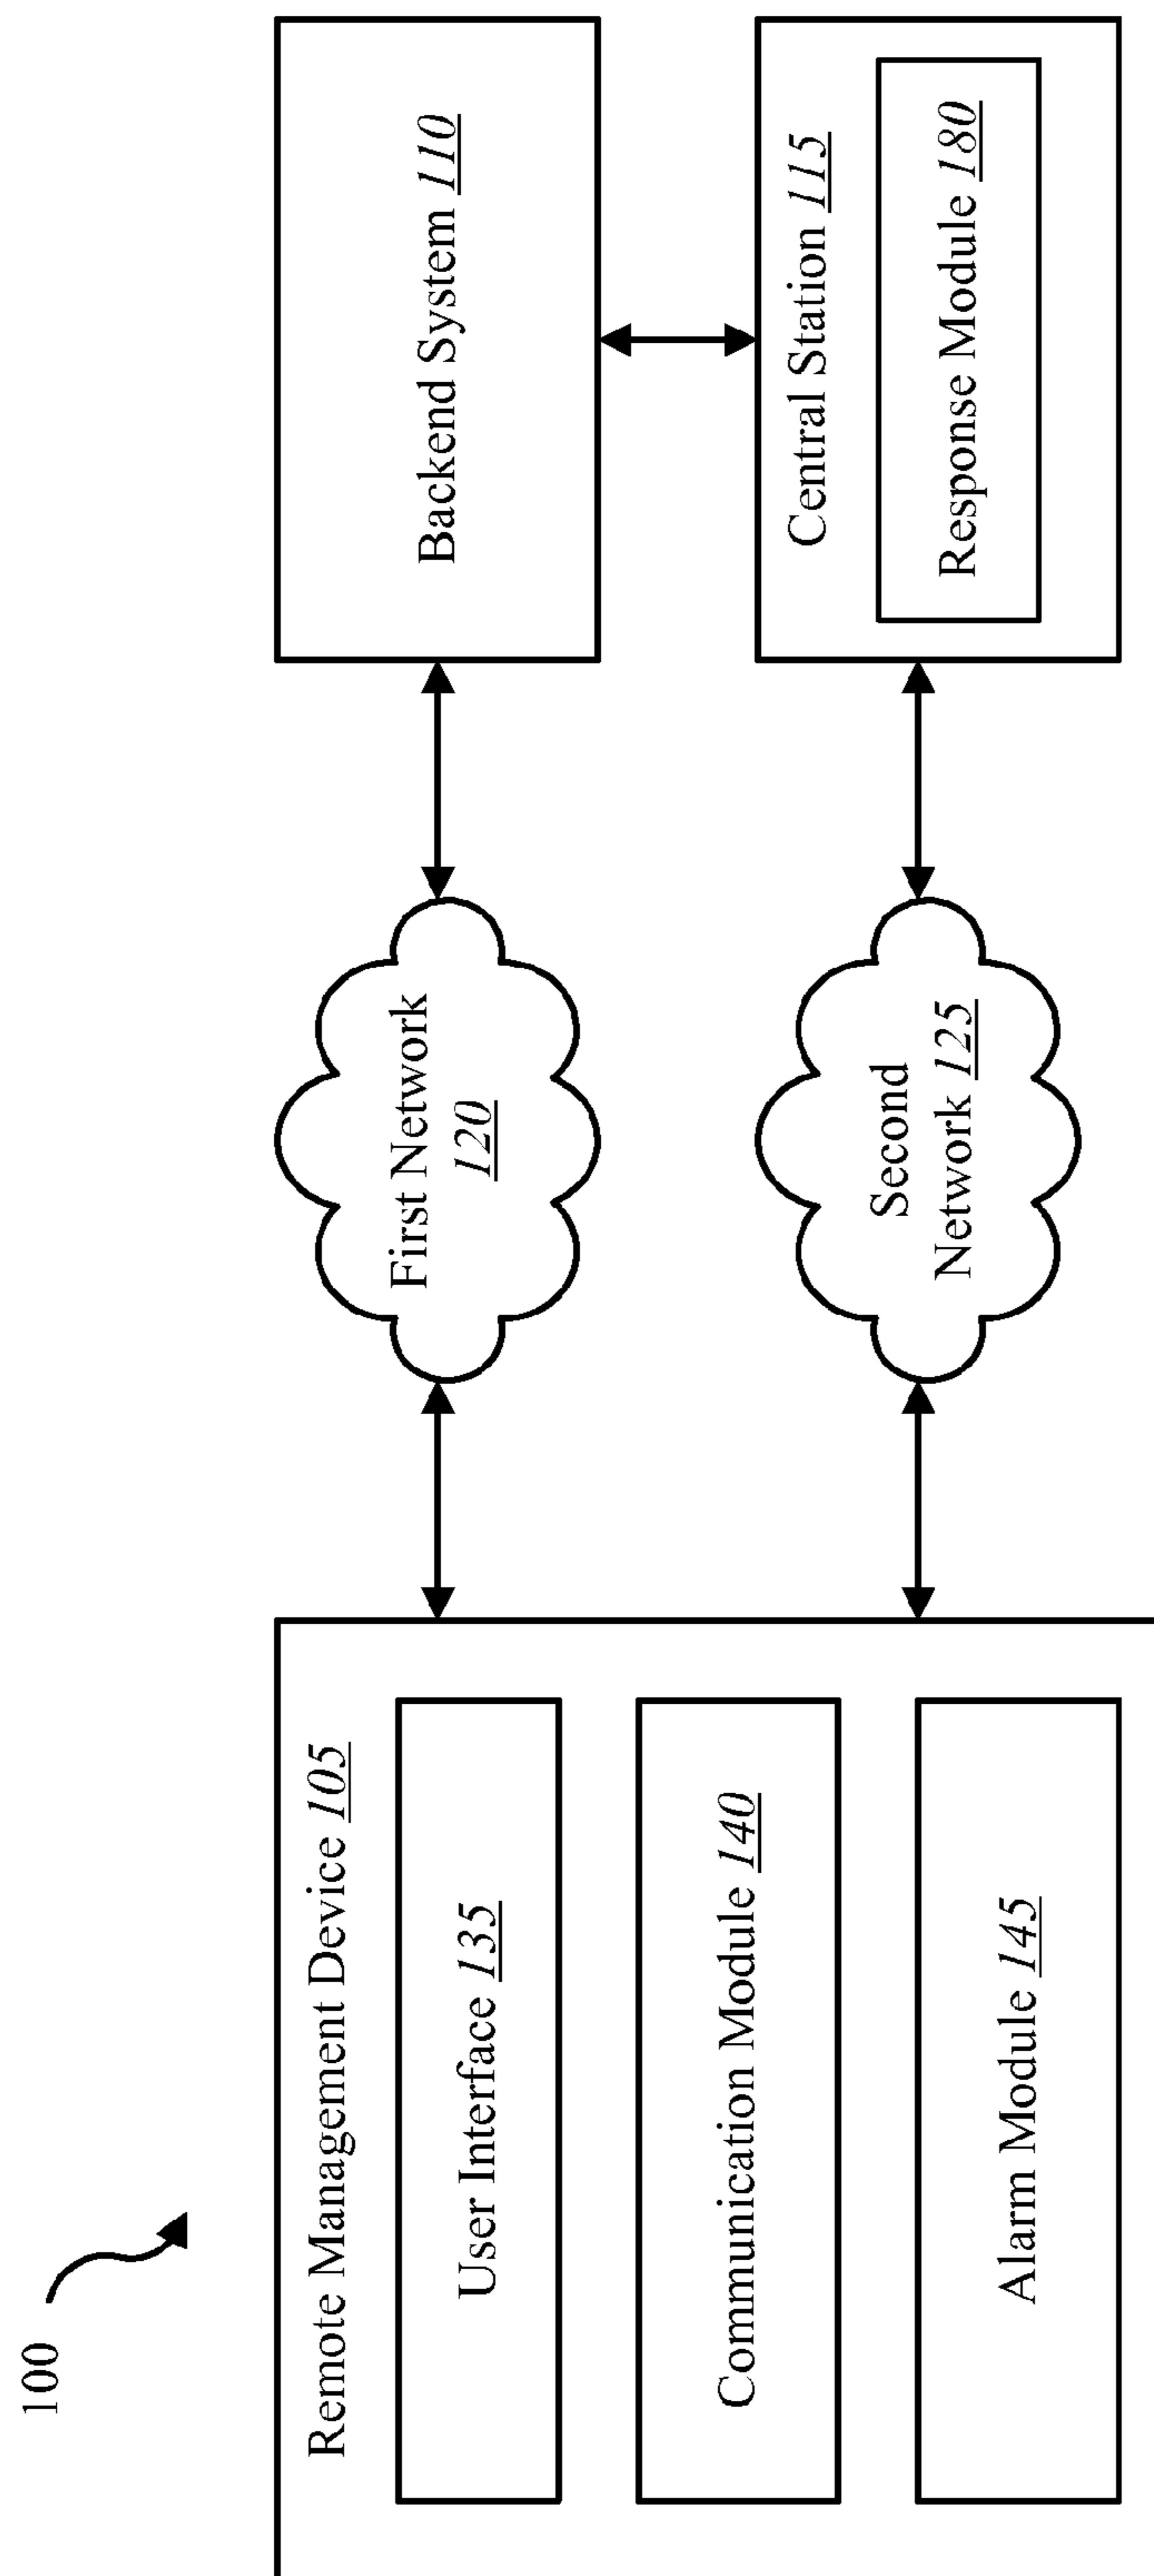 100
Remote Management Device 105
User Interface 135
Communication Module 140
Alarm Module 145
First Network
120
Second
Network 125
Backend System 110
Central Station 115
Response Module 180